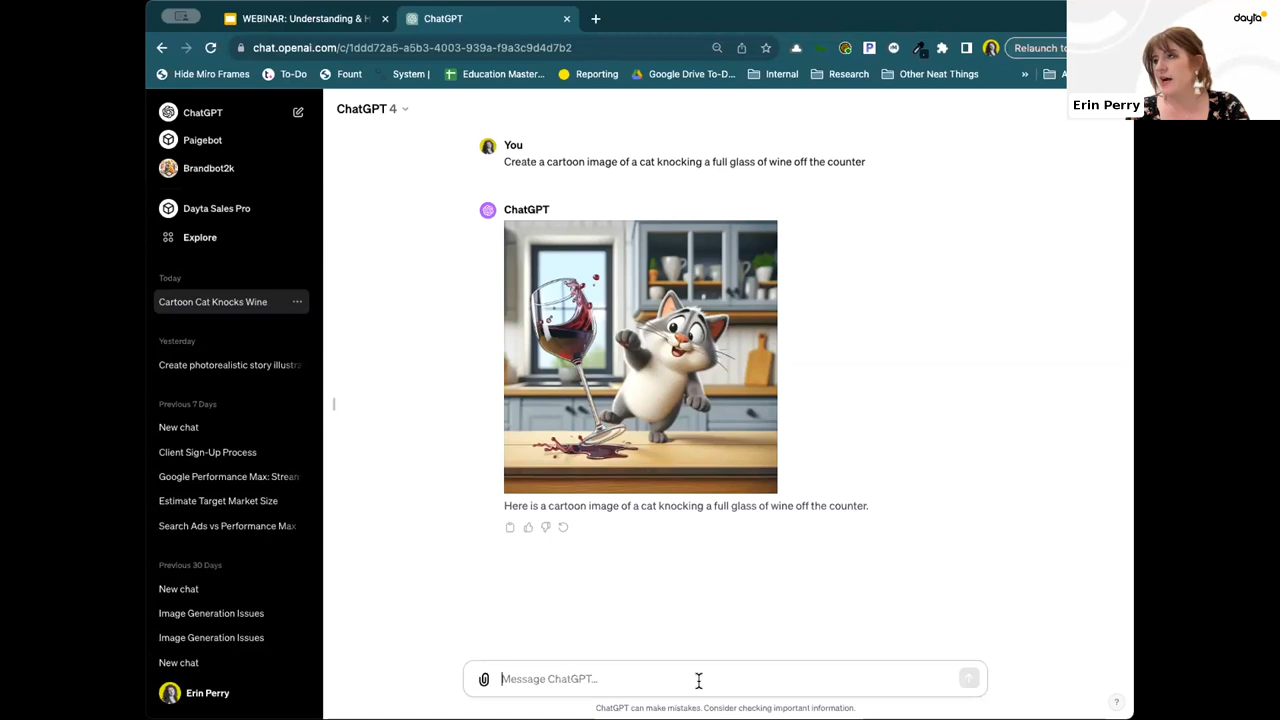 WEBINAR: Understanding & H
ChatGPT
dayta
chat.openai.com/c/1ddd72a5-a5b3-4003-939a-f9a3c9d4d7b2
Relaunch to
Hide Miro Frames
To-Do
Fount
System |
Education Master...
Reporting
Google Drive To-D...
Internal
Research
Other Neat Things
»
Erin Perry
ChatGPT
Paigebot
Brandbot2k
Dayta Sales Pro
Explore
Today
Cartoon Cat Knocks Wine
Yesterday
Create photorealistic story illustra
Previous 7 Days
New chat
Client Sign-Up Process
Google Performance Max: Stream
Estimate Target Market Size
Search Ads vs Performance Max
Previous 30 Days
New chat
Image Generation Issues
Image Generation Issues
New chat
Erin Perry
ChatGPT 4
You
Create a cartoon image of a cat knocking a full glass of wine off the counter
ChatGPT
Here is a cartoon image of a cat knocking a full glass of wine off the counter.
Message ChatGPT...
ChatGPT can make mistakes. Consider checking important information.
?